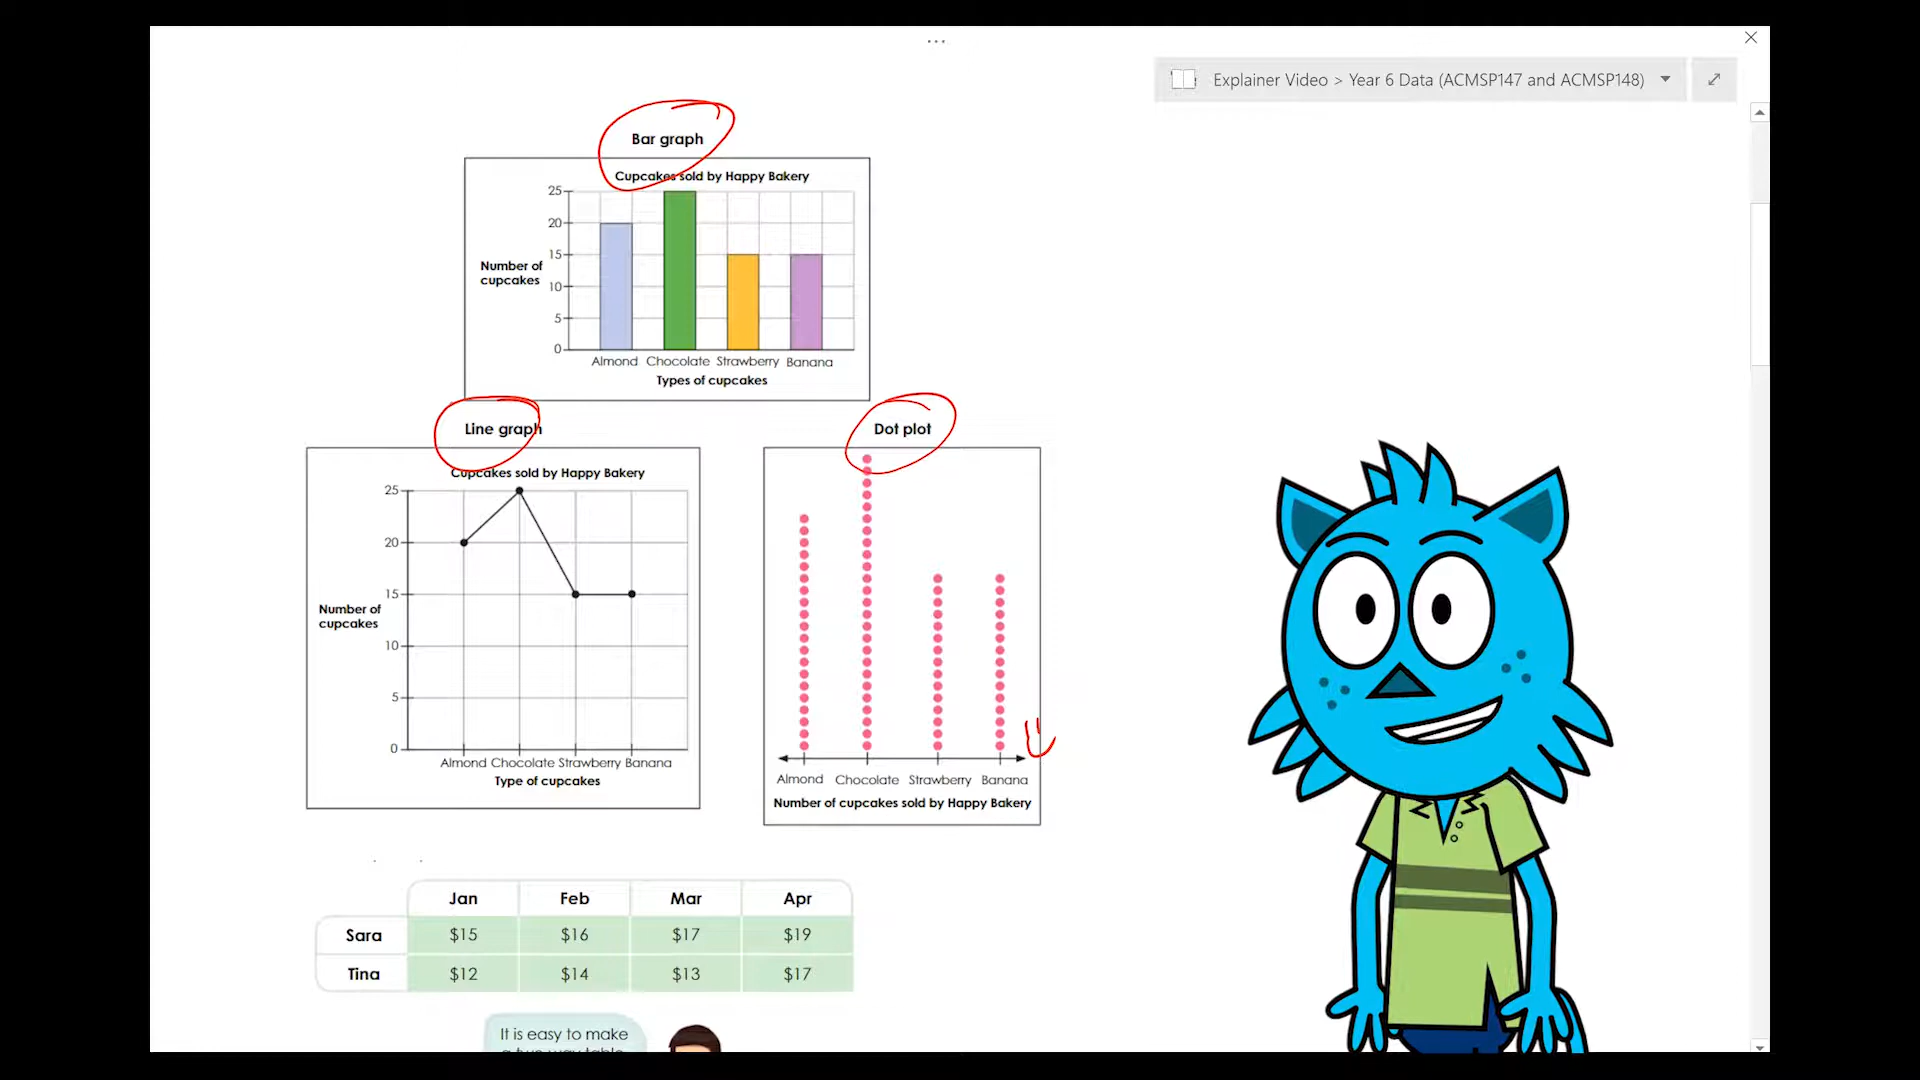 ...
Explainer Video > Year 6 Data (ACMSP147 and ACMSP148)
Bar graph
Cupcakes sold by Happy Bakery
25
20
15
10
5
0
Number of
cupcakes
Almond Chocolate Strawberry Banana
Types of cupcakes
Line graph
Cupcakes sold by Happy Bakery
25
20
15
10
5
0
Number of
cupcakes
Almond Chocolate Strawberry Banana
Type of cupcakes
Dot plot
Almond Chocolate Strawberry Banana
Number of cupcakes sold by Happy Bakery
Jan Feb Mar Apr
Sara $15 $16 $17 $19
Tina $12 $14 $13 $17
It is easy to make
a two-way table